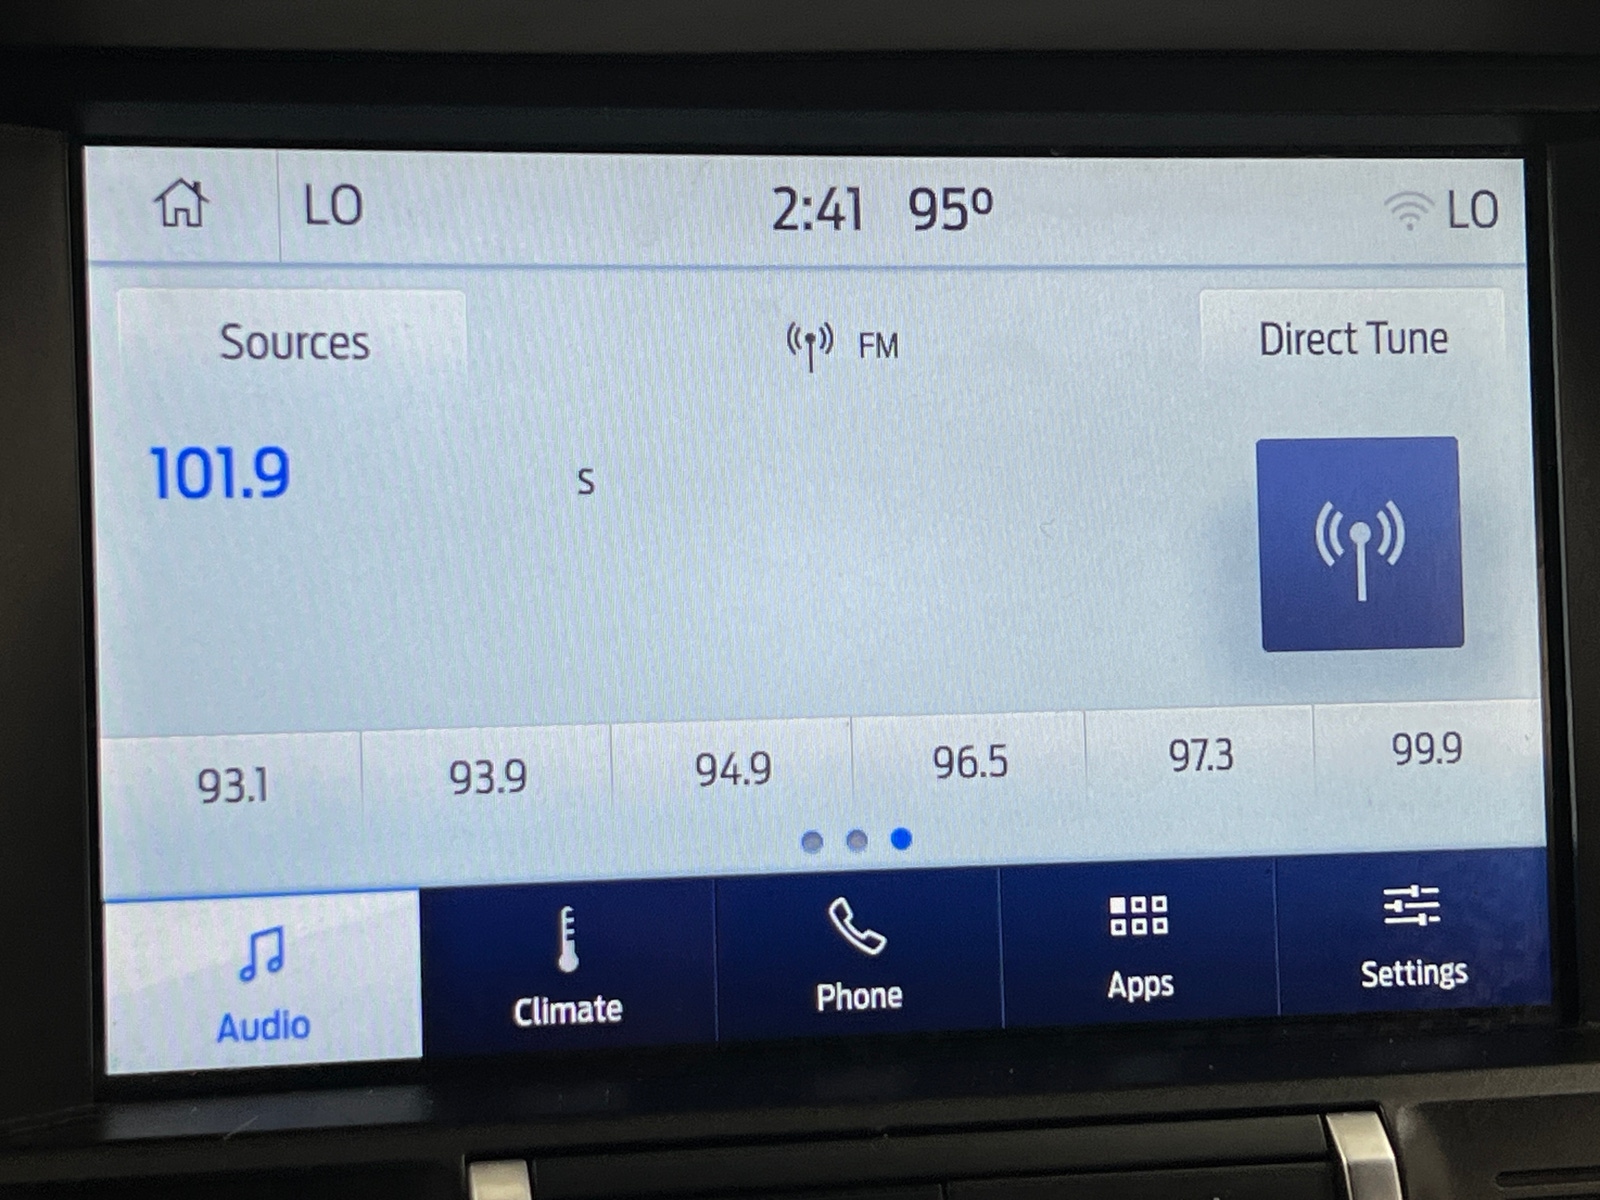 LO 2:41 95° LO
Sources FM Direct Tune
101.9 S
93.1 93.9 94.9 96.5 97.3 99.9
Audio Climate Phone Apps Settings